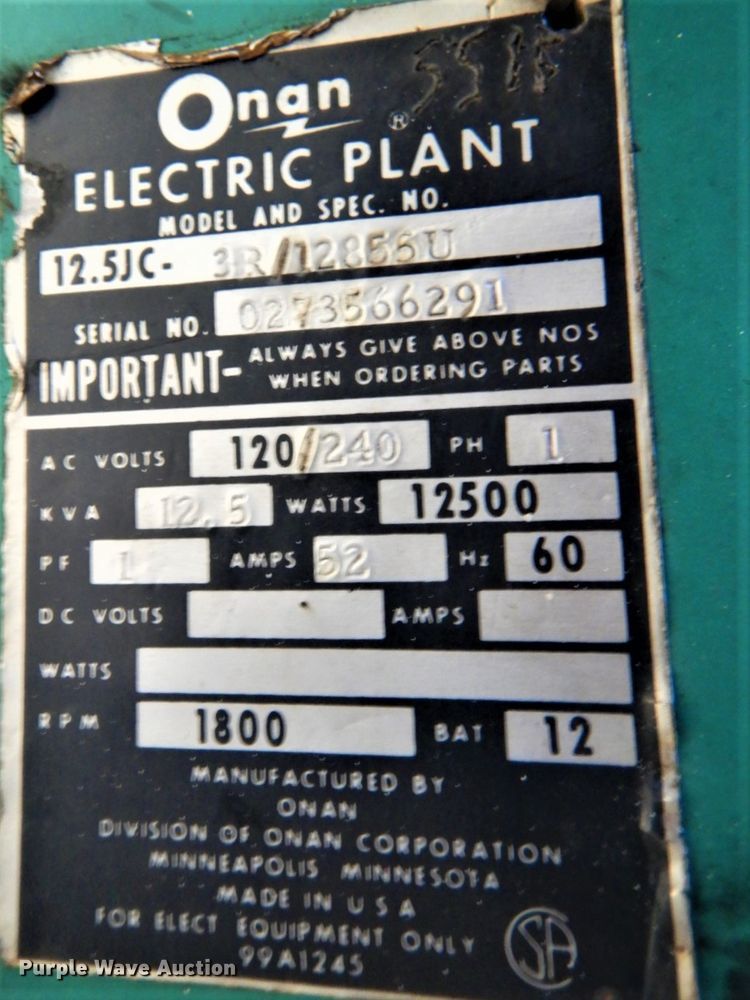 Onan ®
ELECTRIC PLANT
MODEL AND SPEC. NO.
12.5JC- 3R/12856U
SERIAL NO. 0273566291
IMPORTANT- ALWAYS GIVE ABOVE NOS
WHEN ORDERING PARTS
AC VOLTS 120/240 PH 1
KVA 12.5 WATTS 12500
PF 1 AMPS 52 Hz 60
DC VOLTS AMPS
WATTS
RPM 1800 BAT 12
MANUFACTURED BY
ONAN
DIVISION OF ONAN CORPORATION
MINNEAPOLIS MINNESOTA
MADE IN USA
FOR ELECT EQUIPMENT ONLY
99A1245
SA
Purple Wave Auction